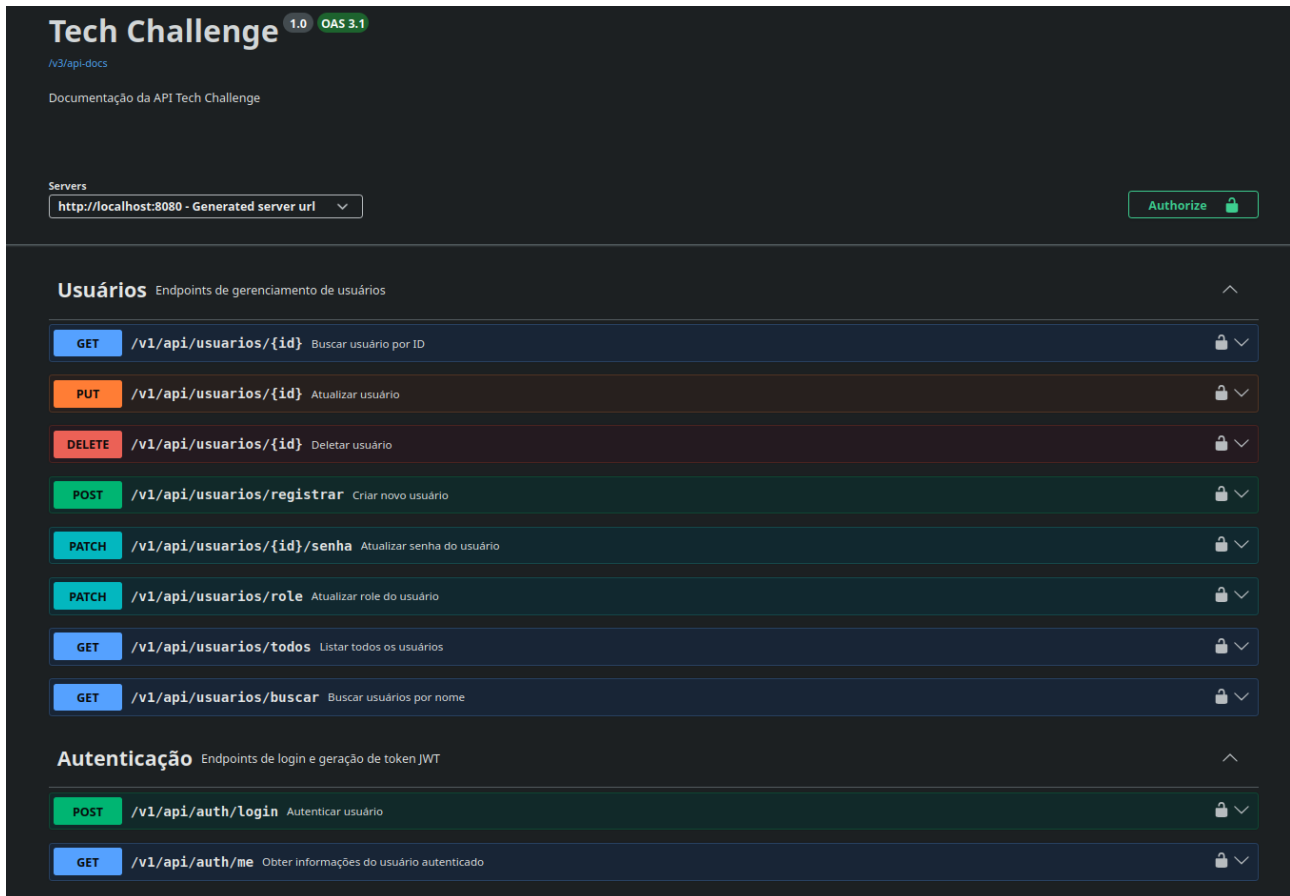 Tech Challenge 1.0 OAS 3.1
/v3/api-docs
Documentação da API Tech Challenge
Servers
http://localhost:8080 - Generated server url
Authorize
Usuários Endpoints de gerenciamento de usuários
GET /v1/api/usuarios/{id} Buscar usuário por ID
PUT /v1/api/usuarios/{id} Atualizar usuário
DELETE /v1/api/usuarios/{id} Deletar usuário
POST /v1/api/usuarios/registrar Criar novo usuário
PATCH /v1/api/usuarios/{id}/senha Atualizar senha do usuário
PATCH /v1/api/usuarios/role Atualizar role do usuário
GET /v1/api/usuarios/todos Listar todos os usuários
GET /v1/api/usuarios/buscar Buscar usuários por nome
Autenticação Endpoints de login e geração de token JWT
POST /v1/api/auth/login Autenticar usuário
GET /v1/api/auth/me Obter informações do usuário autenticado